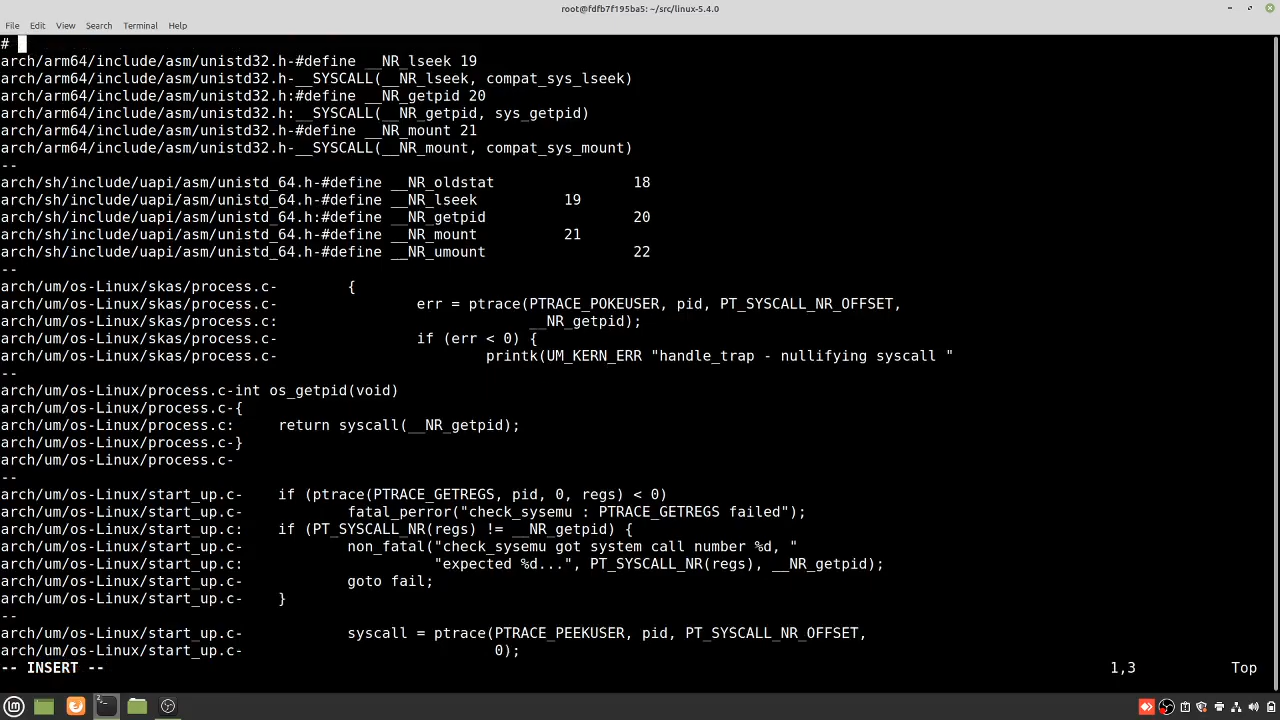 root@fdfb7f195ba5: ~/src/linux-5.4.0
File Edit View Search Terminal Help
#
arch/arm64/include/asm/unistd32.h-#define __NR_lseek 19
arch/arm64/include/asm/unistd32.h-__SYSCALL(__NR_lseek, compat_sys_lseek)
arch/arm64/include/asm/unistd32.h:#define __NR_getpid 20
arch/arm64/include/asm/unistd32.h:__SYSCALL(__NR_getpid, sys_getpid)
arch/arm64/include/asm/unistd32.h-#define __NR_mount 21
arch/arm64/include/asm/unistd32.h-__SYSCALL(__NR_mount, compat_sys_mount)
--
arch/sh/include/uapi/asm/unistd_64.h-#define __NR_oldstat 18
arch/sh/include/uapi/asm/unistd_64.h-#define __NR_lseek 19
arch/sh/include/uapi/asm/unistd_64.h:#define __NR_getpid 20
arch/sh/include/uapi/asm/unistd_64.h-#define __NR_mount 21
arch/sh/include/uapi/asm/unistd_64.h-#define __NR_umount 22
--
arch/um/os-Linux/skas/process.c- {
arch/um/os-Linux/skas/process.c- err = ptrace(PTRACE_POKEUSER, pid, PT_SYSCALL_NR_OFFSET,
arch/um/os-Linux/skas/process.c: __NR_getpid);
arch/um/os-Linux/skas/process.c- if (err < 0) {
arch/um/os-Linux/skas/process.c- printk(UM_KERN_ERR "handle_trap - nullifying syscall "
--
arch/um/os-Linux/process.c-int os_getpid(void)
arch/um/os-Linux/process.c-{
arch/um/os-Linux/process.c: return syscall(__NR_getpid);
arch/um/os-Linux/process.c-}
arch/um/os-Linux/process.c-
--
arch/um/os-Linux/start_up.c- if (ptrace(PTRACE_GETREGS, pid, 0, regs) < 0)
arch/um/os-Linux/start_up.c- fatal_perror("check_sysemu : PTRACE_GETREGS failed");
arch/um/os-Linux/start_up.c: if (PT_SYSCALL_NR(regs) != __NR_getpid) {
arch/um/os-Linux/start_up.c- non_fatal("check_sysemu got system call number %d, "
arch/um/os-Linux/start_up.c: "expected %d...", PT_SYSCALL_NR(regs), __NR_getpid);
arch/um/os-Linux/start_up.c- goto fail;
arch/um/os-Linux/start_up.c- }
--
arch/um/os-Linux/start_up.c- syscall = ptrace(PTRACE_PEEKUSER, pid, PT_SYSCALL_NR_OFFSET,
arch/um/os-Linux/start_up.c- 0);
-- INSERT -- 1,3 Top